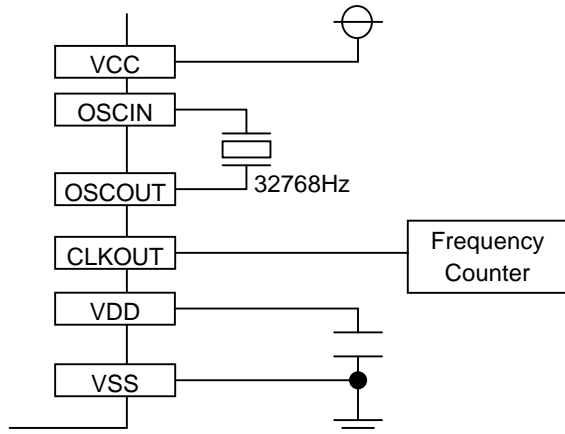 VCC
OSCIN
OSCOUT
32768Hz
CLKOUT
Frequency
Counter
VDD
VSS